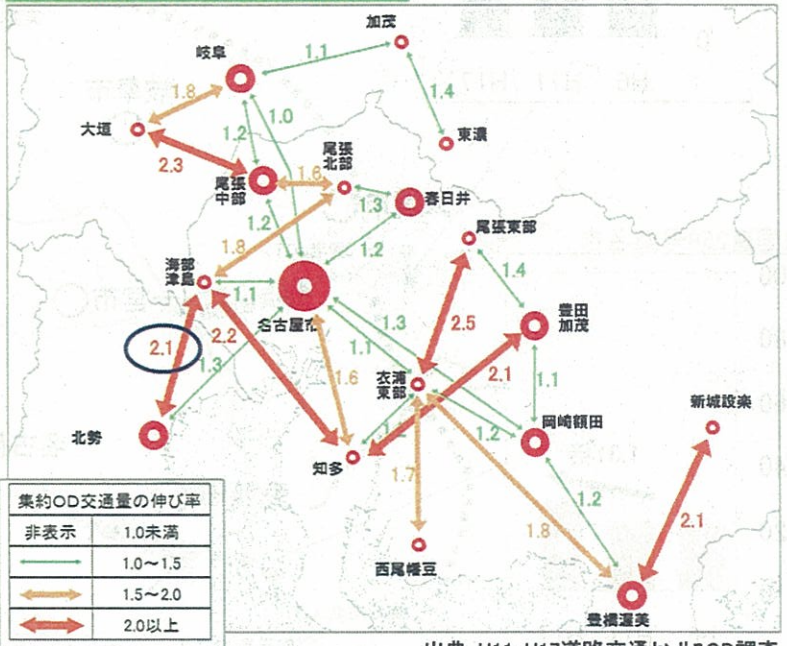 加茂
岐阜
1.1
1.8
1.4
大垣
1.2
1.0
東濃
2.3
尾張
北部
尾張
中部
1.6
1.3
春日井
1.2
1.8
1.2
尾張東部
海部
津島
1.1
1.4
名古屋市
豊田
加茂
2.1
2.2
1.3
1.3
1.1
2.5
1.6
2.1
1.1
衣浦
東部
新城設楽
北勢
1.2
岡崎額田
知多
1.7
1.2
1.8
2.1
西尾幡豆
豊橋渥美
集約OD交通量の伸び率
非表示 1.0未満
1.0～1.5
1.5～2.0
2.0以上